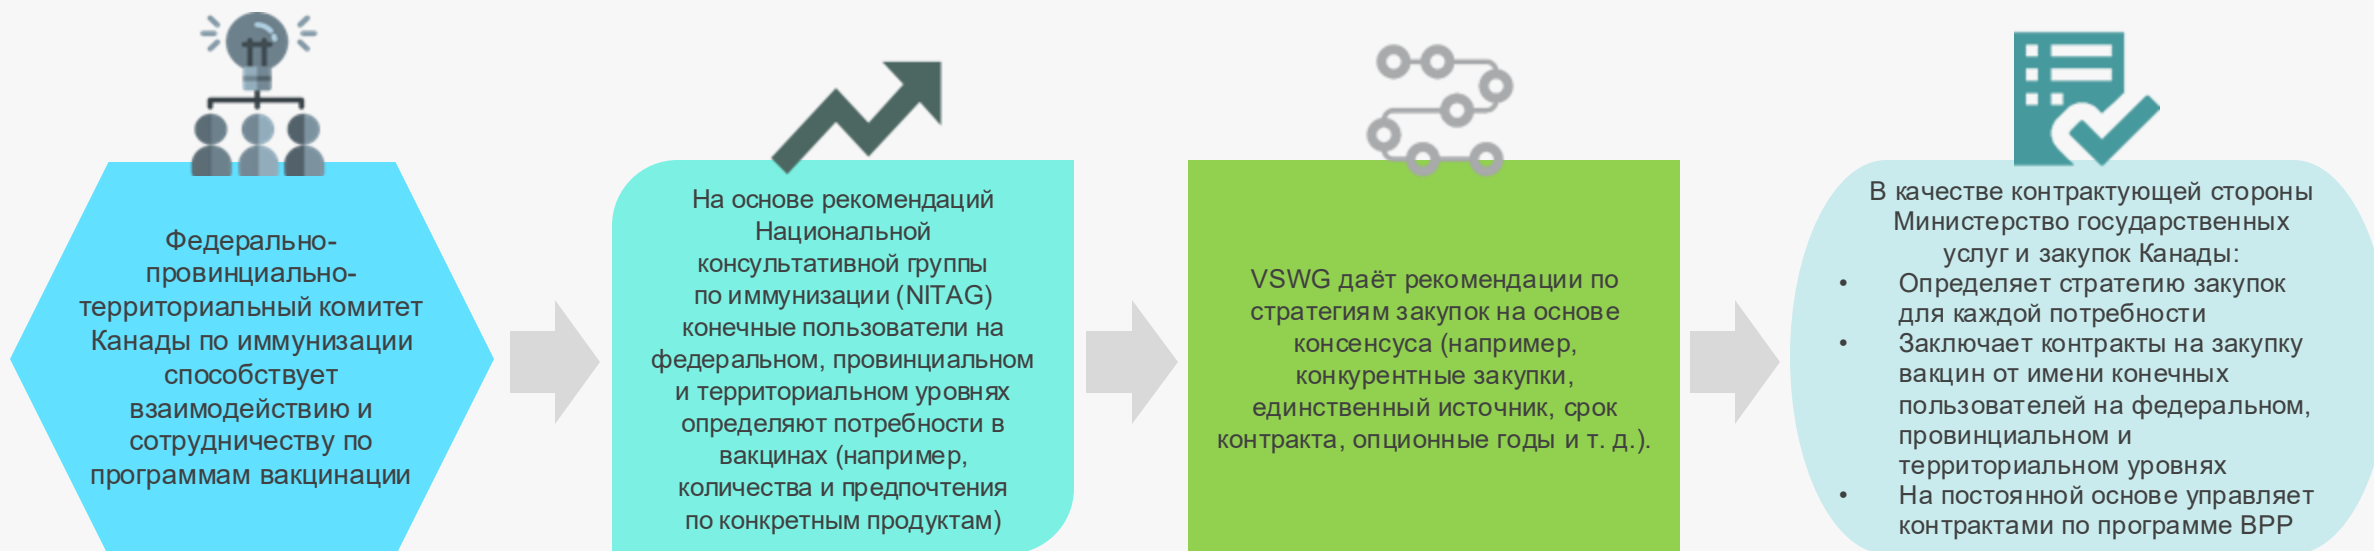 Федерально-
провинциально-
территориальный комитет
Канады по иммунизации
способствует
взаимодействию и
сотрудничеству по
программам вакцинации
На основе рекомендаций
Национальной
консультативной группы
по иммунизации (NITAG)
конечные пользователи на
федеральном, провинциальном
и территориальном уровнях
определяют потребности в
вакцинах (например,
количества и предпочтения
по конкретным продуктам)
VSWG даёт рекомендации по
стратегиям закупок на основе
консенсуса (например,
конкурентные закупки,
единственный источник, срок
контракта, опционные годы и т. д.).
В качестве контрактующей стороны
Министерство государственных
услуг и закупок Канады:
• Определяет стратегию закупок
для каждой потребности
• Заключает контракты на закупку
вакцин от имени конечных
пользователей на федеральном,
провинциальном и
территориальном уровнях
• На постоянной основе управляет
контрактами по программе BPP